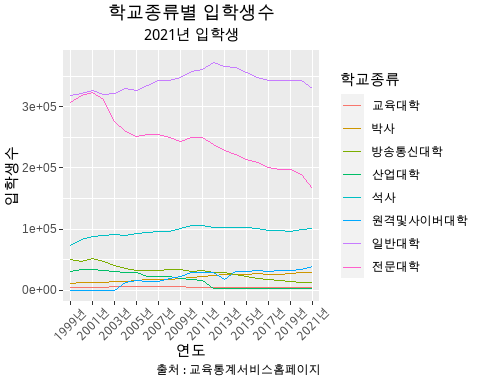 학교종류별 입학생수
2021년 입학생
입학생수
3e+05
2e+05
1e+05
0e+00
1999년
2001년
2003년
2005년
2007년
2009년
2011년
2013년
2015년
2017년
2019년
2021년
연도
학교종류
교육대학
박사
방송통신대학
산업대학
석사
원격및사이버대학
일반대학
전문대학
출처 : 교육통계서비스홈페이지